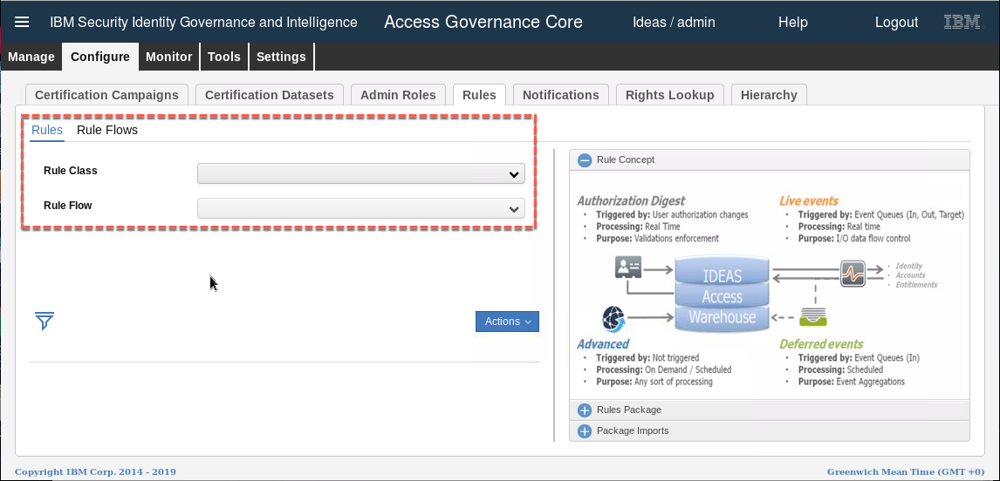 IBM Security Identity Governance and Intelligence
Access Governance Core
Ideas / admin
Help
Logout
IBM
Manage
Configure
Monitor
Tools
Settings
Certification Campaigns
Certification Datasets
Admin Roles
Rules
Notifications
Rights Lookup
Hierarchy
Rules
Rule Flows
Rule Class
Rule Flow
Actions
Rule Concept
Authorization Digest
• Triggered by: User authorization changes
• Processing: Real Time
• Purpose: Validations enforcement
Live events
• Triggered by: Event Queues (In, Out, Target)
• Processing: Real time
• Purpose: I/O data flow control
IDEAS
Access
Warehouse
• Identity
• Accounts
• Entitlements
Advanced
• Triggered by: Not triggered
• Processing: On Demand / Scheduled
• Purpose: Any sort of processing
Deferred events
• Triggered by: Event Queues (In)
• Processing: Scheduled
• Purpose: Event Aggregations
Rules Package
Package Imports
Copyright IBM Corp. 2014 - 2019
Greenwich Mean Time (GMT +0)